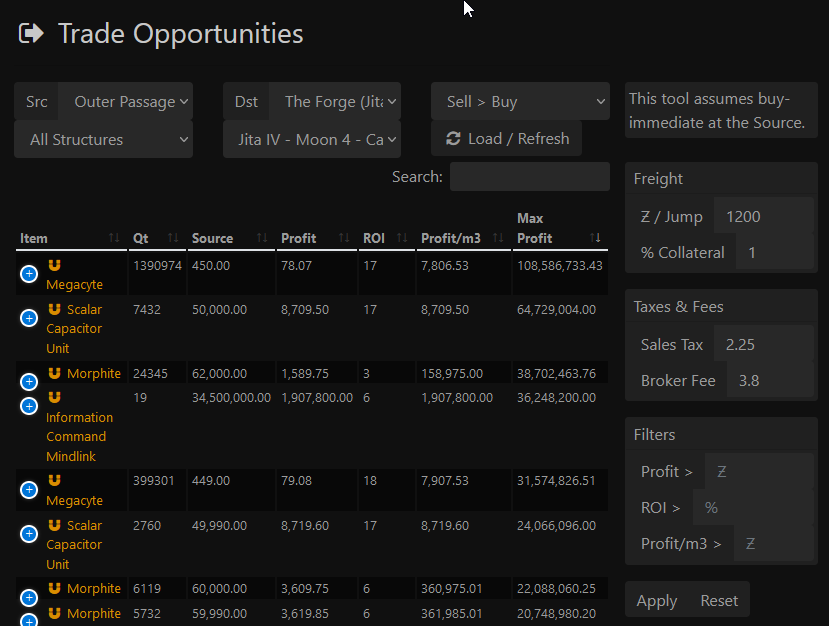 Trade Opportunities
Src Outer Passage
Dst The Forge (Jita
Sell > Buy
All Structures
Jita IV - Moon 4 - Ca
Load / Refresh
Search:
Item Qt Source Profit ROI Profit/m3 Max
Profit
Megacyte 1390974 450.00 78.07 17 7,806.53 108,586,733.43
Scalar 7432 50,000.00 8,709.50 17 8,709.50 64,729,004.00
Capacitor
Unit
Morphite 24345 62,000.00 1,589.75 3 158,975.00 38,702,463.76
19 34,500,000.00 1,907,800.00 6 1,907,800.00 36,248,200.00
Information
Command
Mindlink
399301 449.00 79.08 18 7,907.53 31,574,826.51
Megacyte
Scalar 2760 49,990.00 8,719.60 17 8,719.60 24,066,096.00
Capacitor
Unit
Morphite 6119 60,000.00 3,609.75 6 360,975.01 22,088,060.25
Morphite 5732 59,990.00 3,619.85 6 361,985.01 20,748,980.20
This tool assumes buy-
immediate at the Source.
Freight
Ƶ / Jump 1200
% Collateral 1
Taxes & Fees
Sales Tax 2.25
Broker Fee 3.8
Filters
Profit > Ƶ
ROI > %
Profit/m3 > Ƶ
Apply Reset